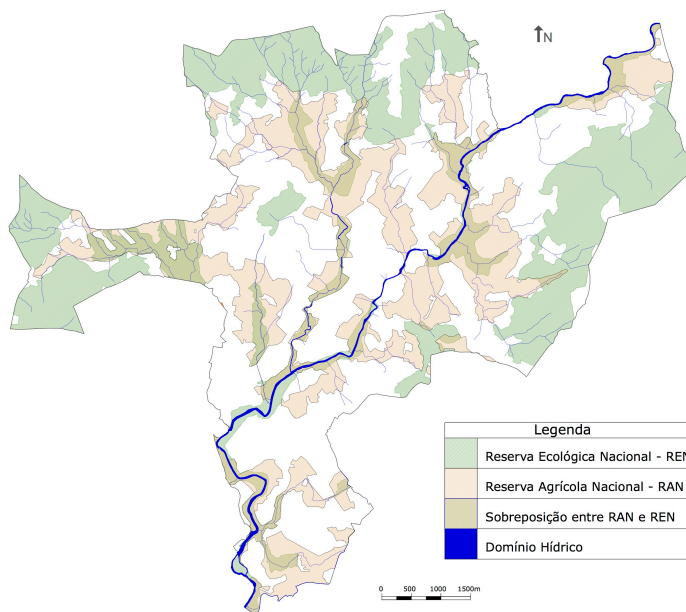 N
Legenda
Reserva Ecológica Nacional - REN
Reserva Agrícola Nacional - RAN
Sobreposição entre RAN e REN
Domínio Hídrico
0 500 1000 1500m